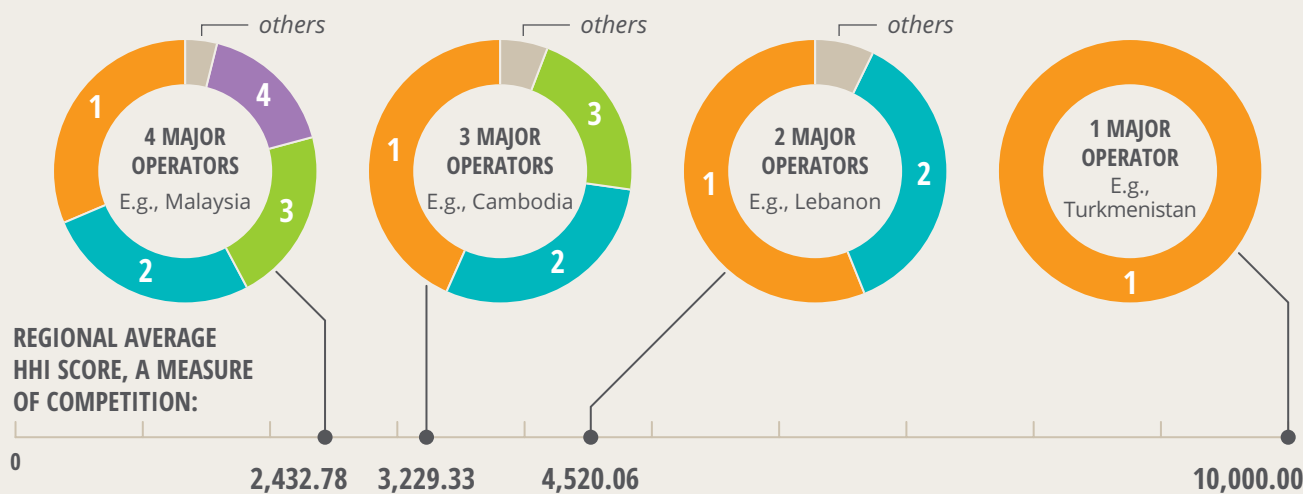 others
1
4
3
2
4 MAJOR
OPERATORS
E.g., Malaysia
others
1
3
2
3 MAJOR
OPERATORS
E.g., Cambodia
others
1
2
2 MAJOR
OPERATORS
E.g., Lebanon
1 MAJOR
OPERATOR
E.g.,
Turkmenistan
1
REGIONAL AVERAGE
HHI SCORE, A MEASURE
OF COMPETITION:
0
2,432.78
3,229.33
4,520.06
10,000.00